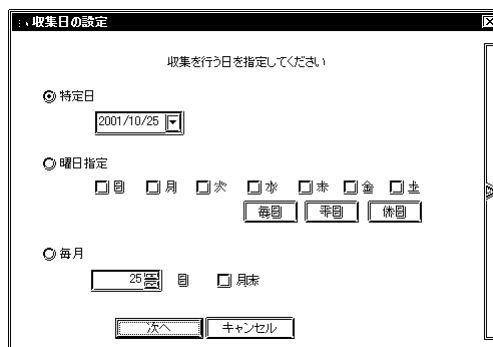 収集日の設定
収集を行う日を指定してください
特定日
2001/10/25
曜日指定
日 月 火 水 木 金 土
毎日 平日 休日
毎月
25 日 月末
次へ キャンセル